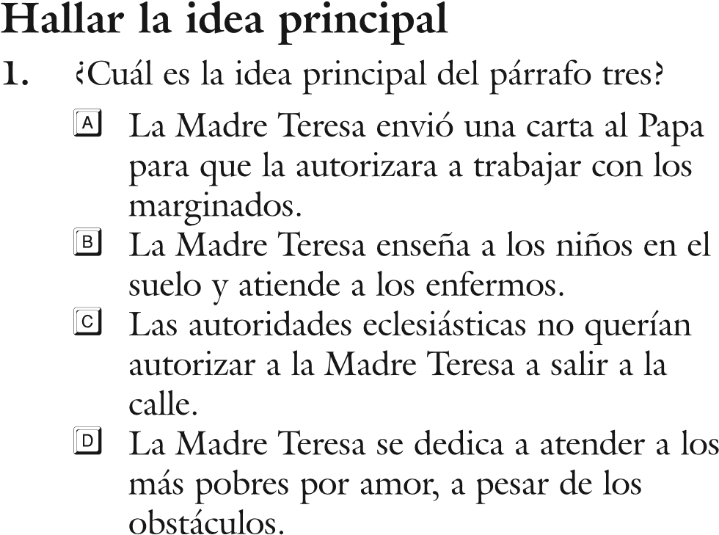 Hallar la idea principal
1. ¿Cuál es la idea principal del párrafo tres?
A La Madre Teresa envió una carta al Papa
para que la autorizara a trabajar con los
marginados.
B La Madre Teresa enseña a los niños en el
suelo y atiende a los enfermos.
C Las autoridades eclesiásticas no querían
autorizar a la Madre Teresa a salir a la
calle.
D La Madre Teresa se dedica a atender a los
más pobres por amor, a pesar de los
obstáculos.